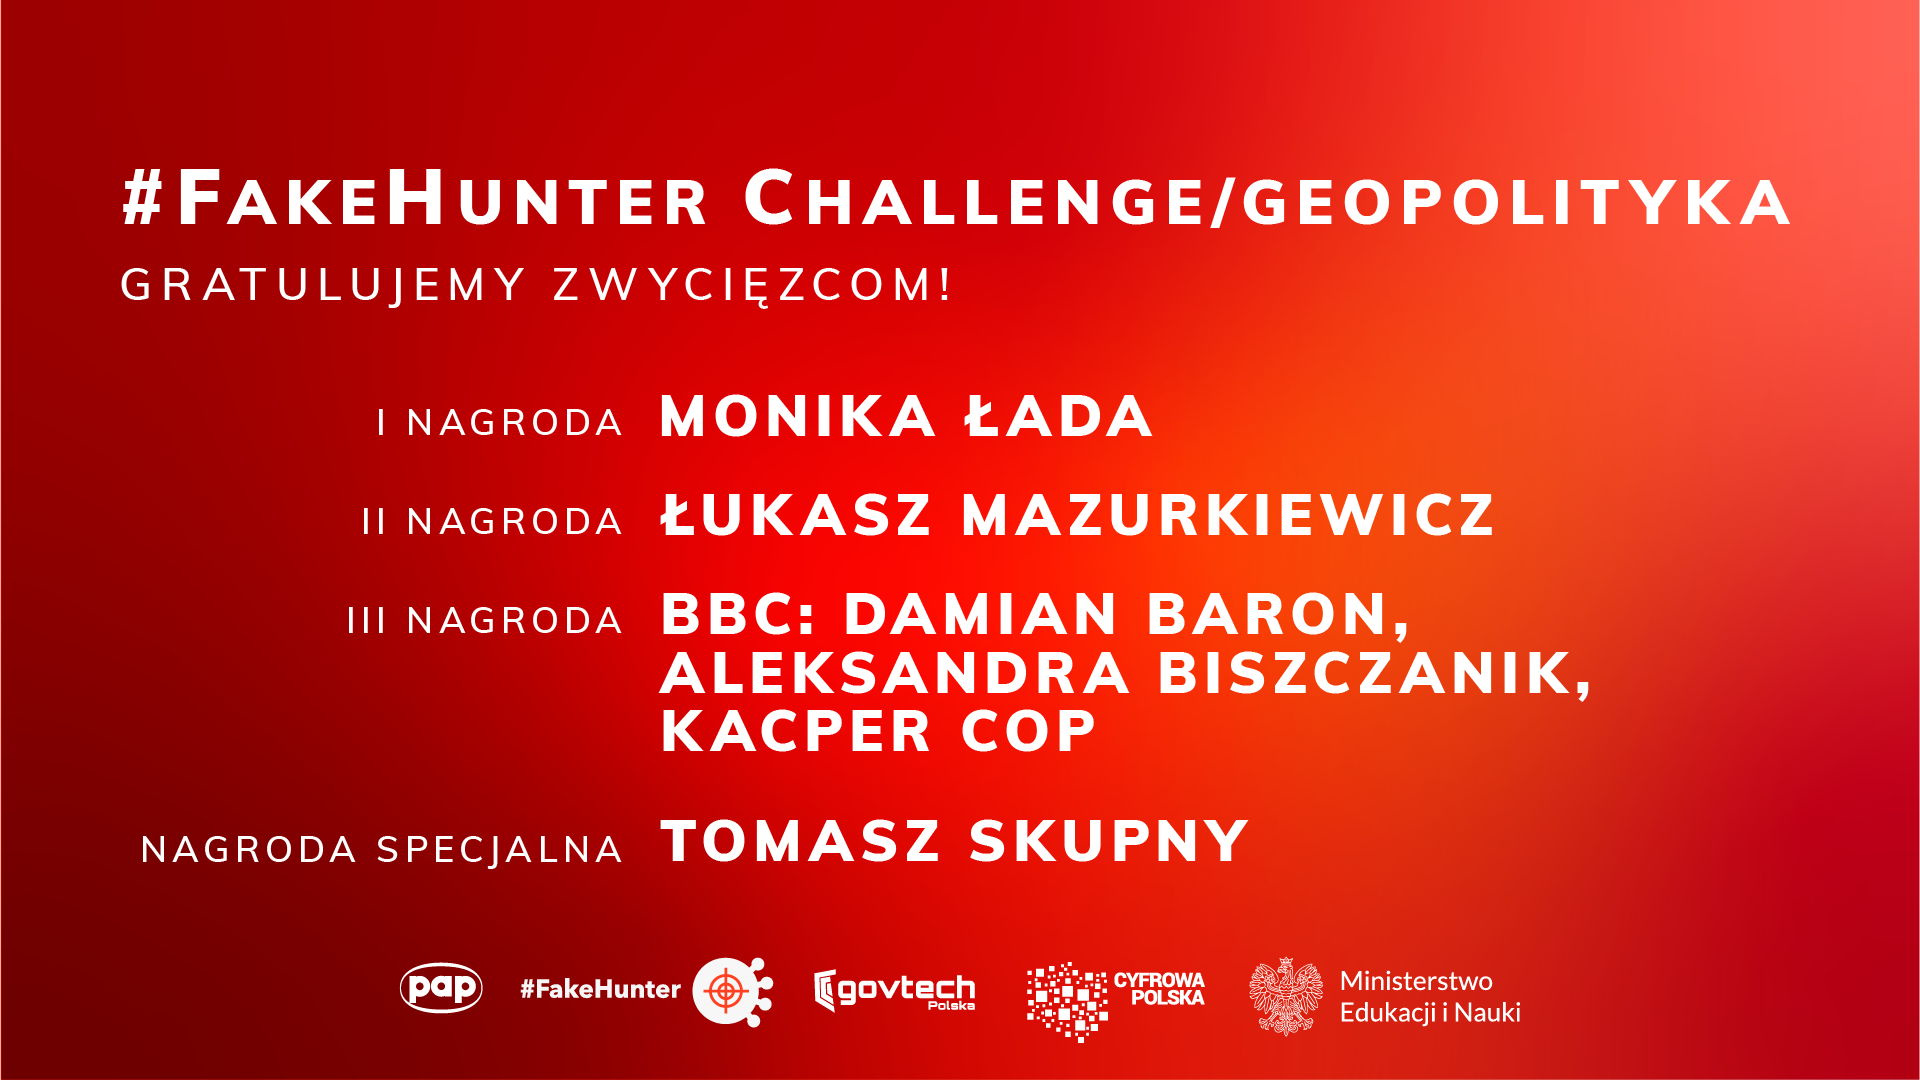 #FAKEHUNTER CHALLENGE/GEOPOLITYKA
GRATULUJEMY ZWYCIĘZCOM!
I NAGRODA MONIKA ŁADA
II NAGRODA ŁUKASZ MAZURKIEWICZ
III NAGRODA BBC: DAMIAN BARON,
ALEKSANDRA BISZCZANIK,
KACPER COP
NAGRODA SPECJALNA TOMASZ SKUPNY
pap
#FakeHunter
govtech
Polska
CYFROWA
POLSKA
Ministerstwo
Edukacji i Nauki